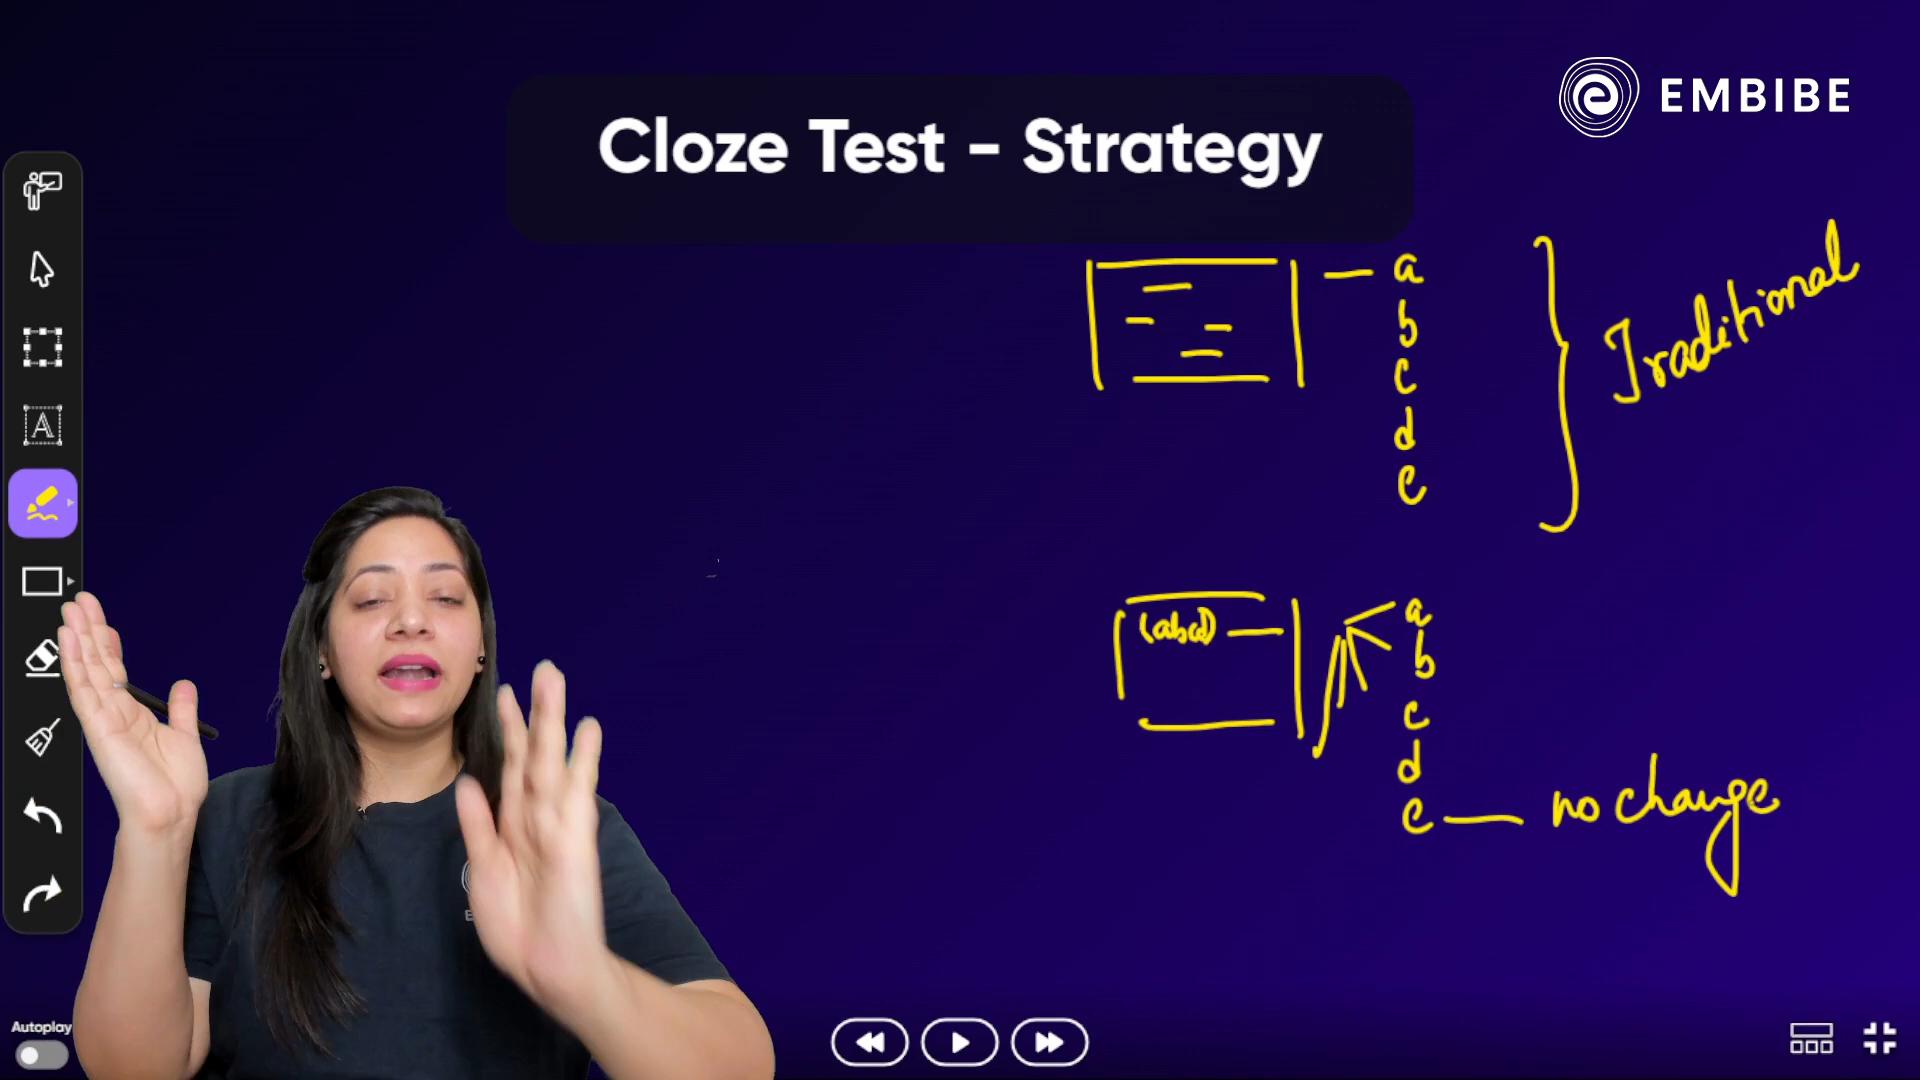 EMBIBE
Cloze Test - Strategy
A
a
b
c
d
e
Traditional
(abcd)
a
b
c
d
e — no change
Autoplay